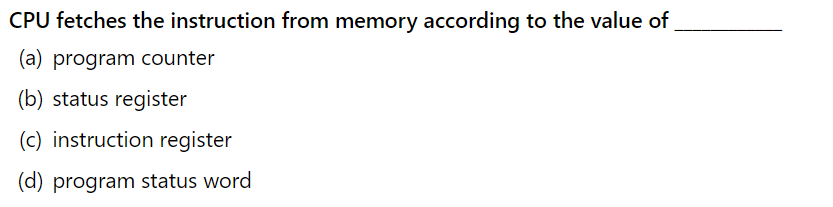 CPU fetches the instruction from memory according to the value of ____________
(a) program counter
(b) status register
(c) instruction register
(d) program status word